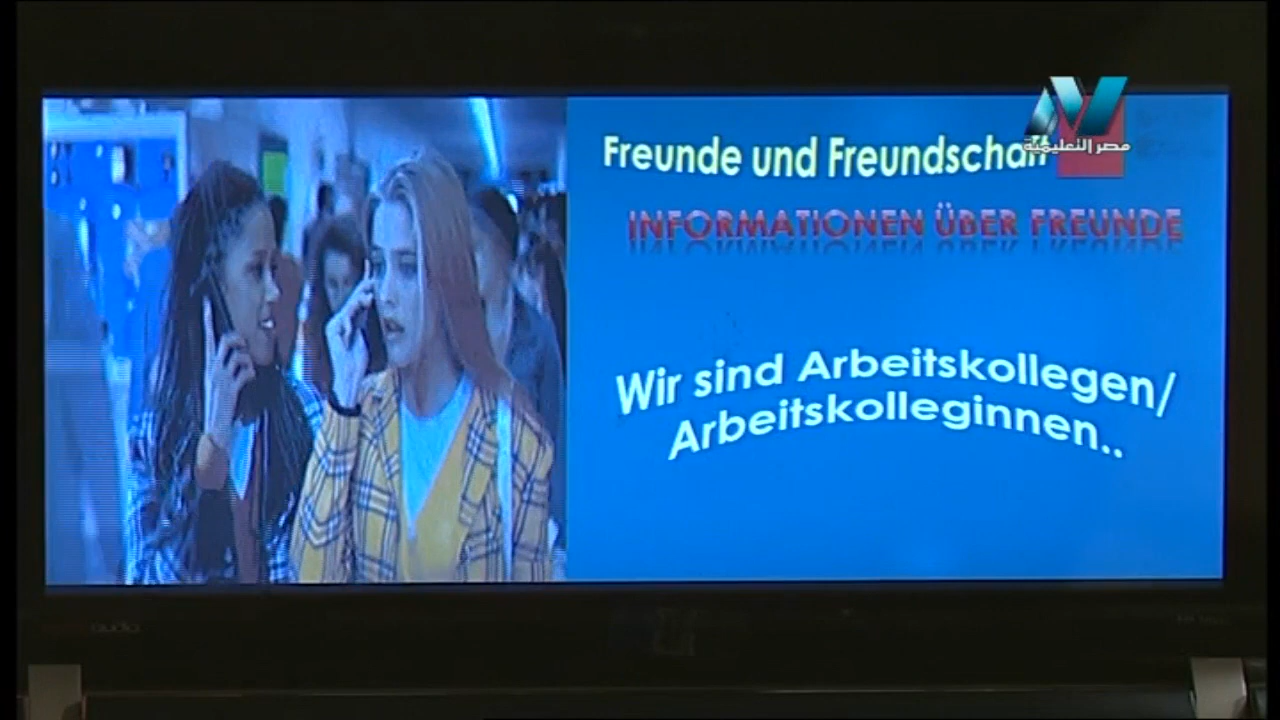 مصر التعليمية
Freunde und Freundschaft
INFORMATIONEN ÜBER FREUNDE
Wir sind Arbeitskollegen/
Arbeitskolleginnen..